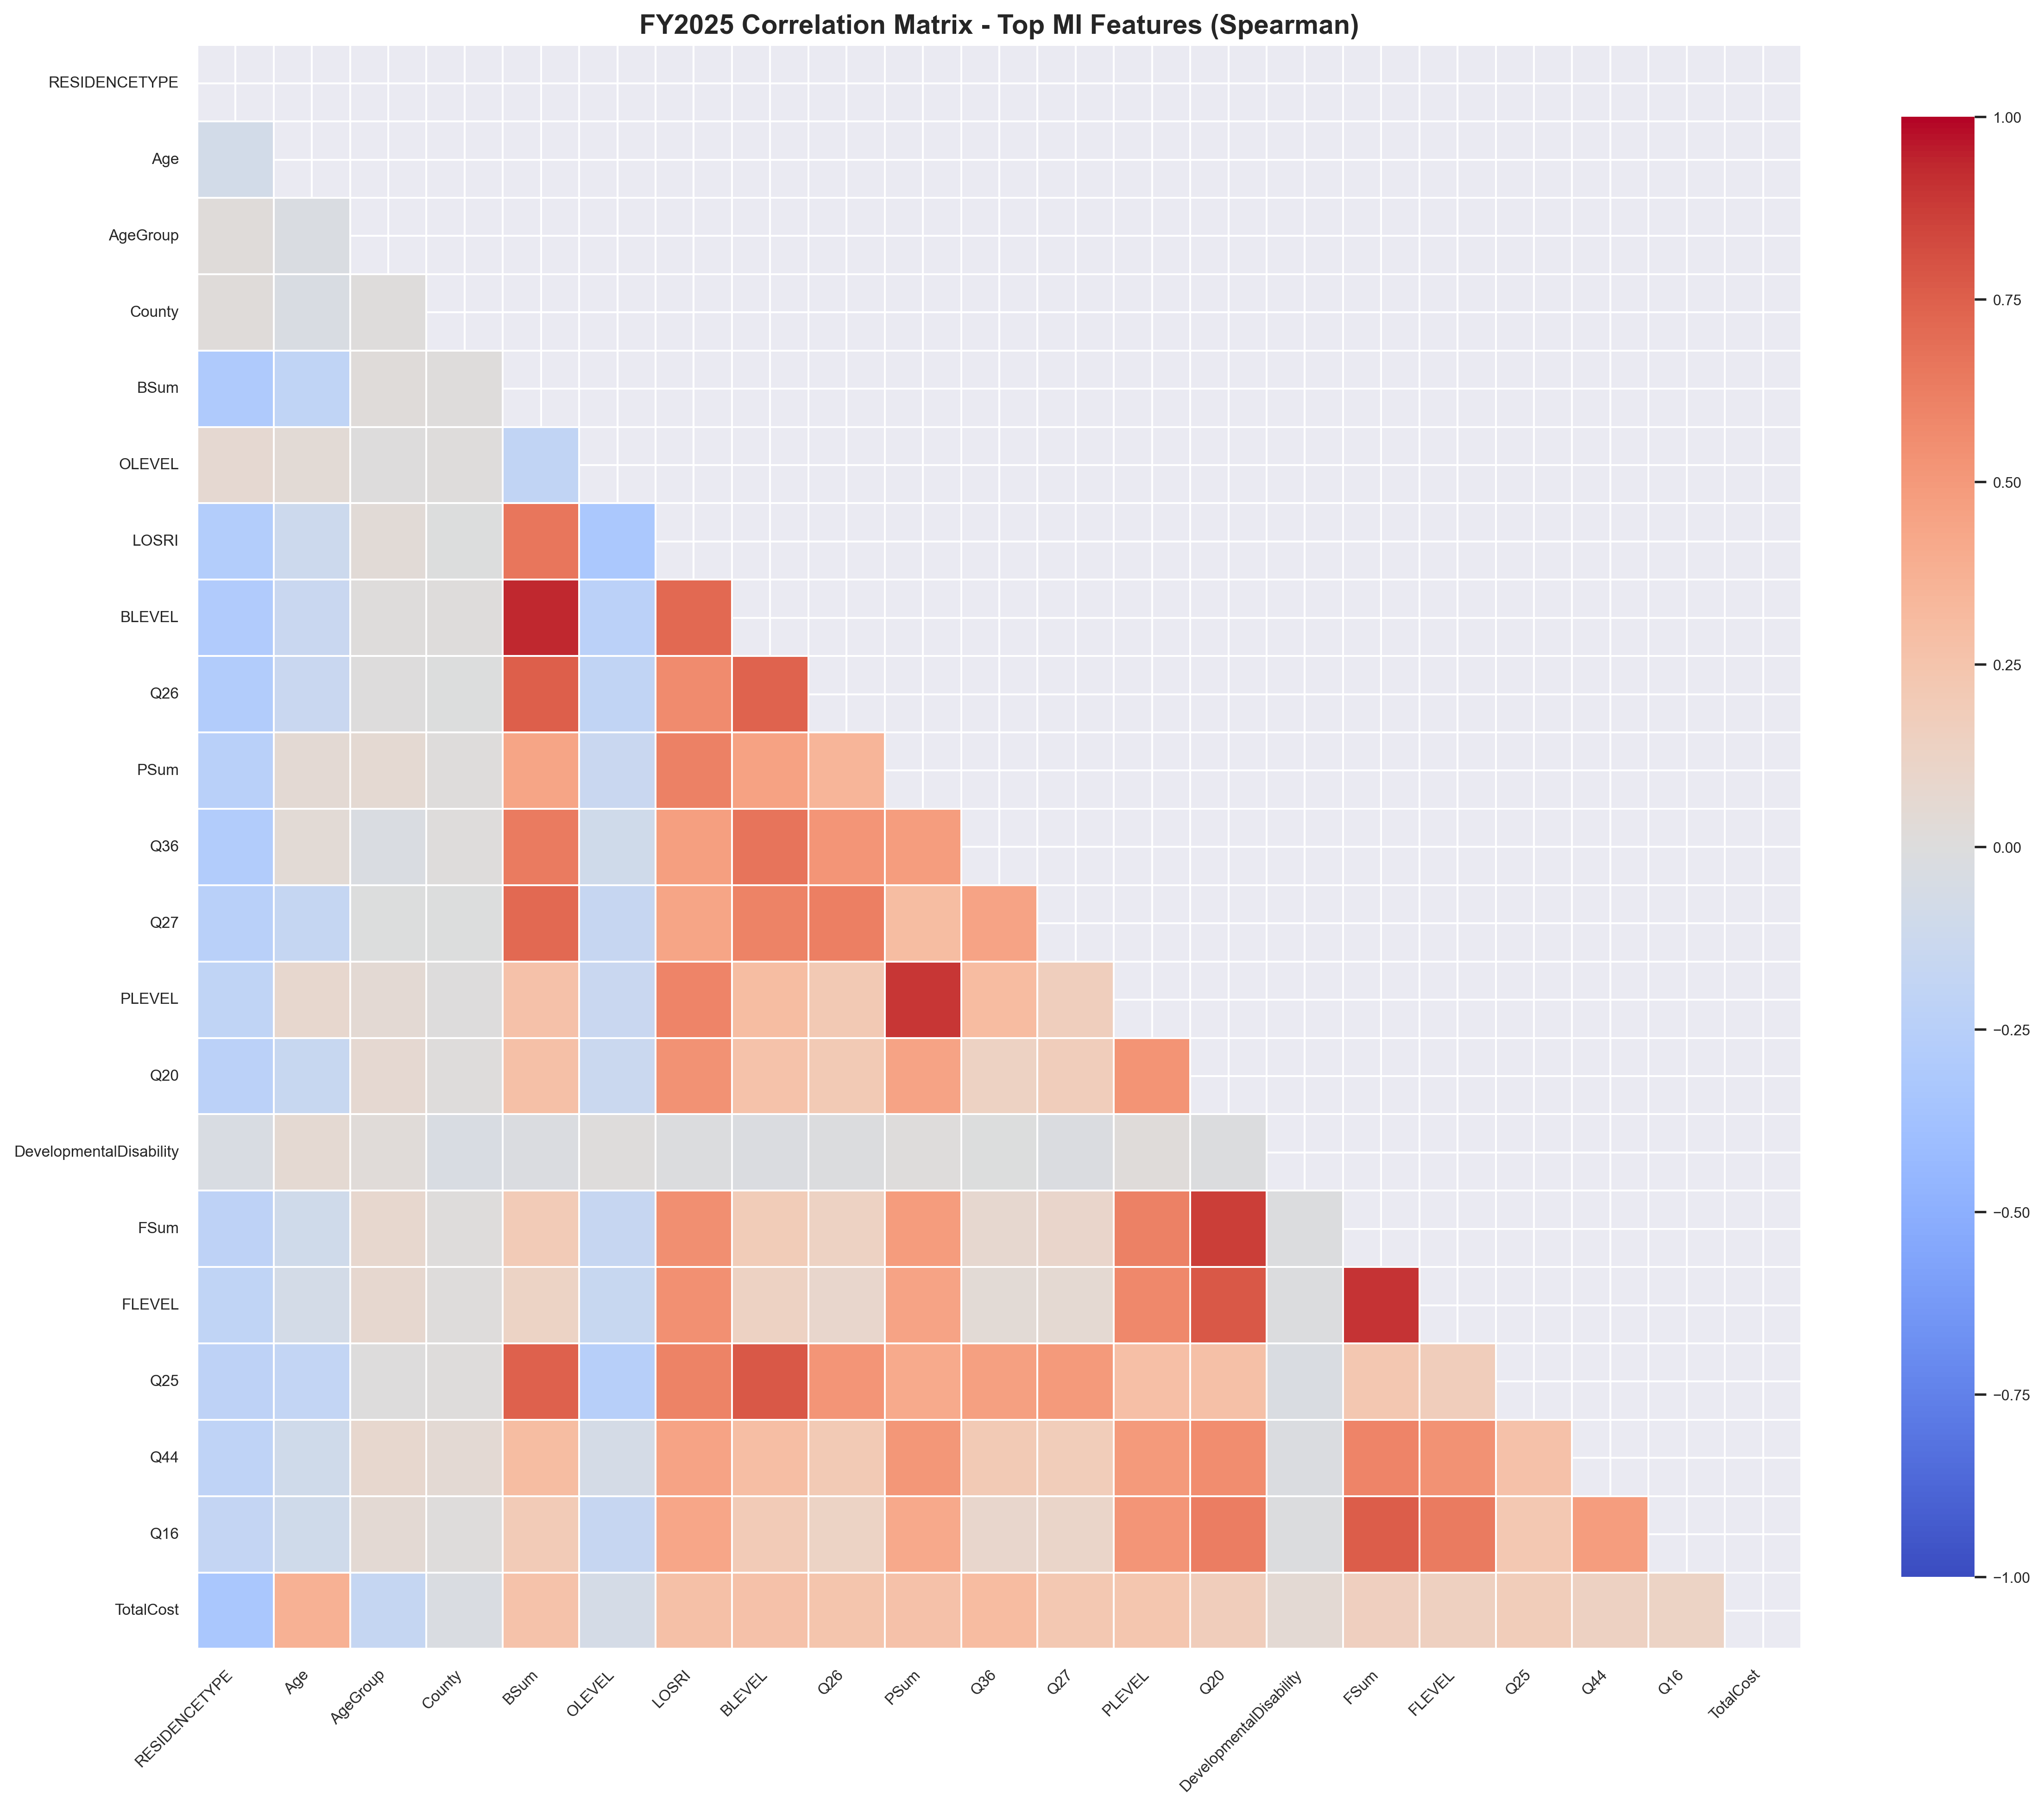 FY2025 Correlation Matrix - Top MI Features (Spearman)
RESIDENCETYPE
Age
AgeGroup
County
BSum
OLEVEL
LOSRI
BLEVEL
Q26
PSum
Q36
Q27
PLEVEL
Q20
DevelopmentalDisability
FSum
FLEVEL
Q25
Q44
Q16
TotalCost
RESIDENCETYPE
Age
AgeGroup
County
BSum
OLEVEL
LOSRI
BLEVEL
Q26
PSum
Q36
Q27
PLEVEL
Q20
DevelopmentalDisability
FSum
FLEVEL
Q25
Q44
Q16
TotalCost
1.00
0.75
0.50
0.25
0.00
−0.25
−0.50
−0.75
−1.00